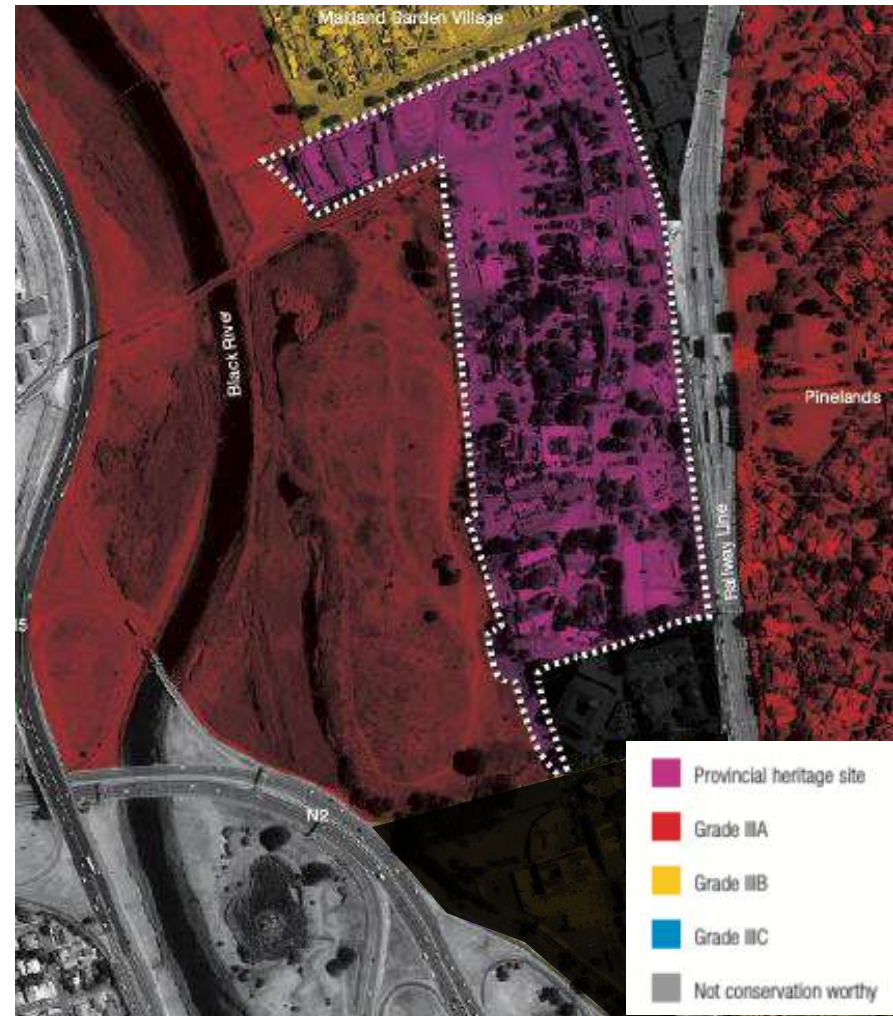 Maitland Garden Village
Black River
Pinelands
Railway Line
N2
Provincial heritage site
Grade IIIA
Grade IIIB
Grade IIIC
Not conservation worthy